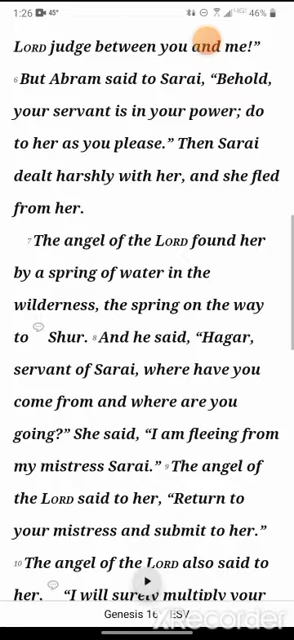 1:26 45° 46%
LORD judge between you and me!”
6 But Abram said to Sarai, “Behold,
your servant is in your power; do
to her as you please.” Then Sarai
dealt harshly with her, and she fled
from her.
7 The angel of the LORD found her
by a spring of water in the
wilderness, the spring on the way
to Shur. 8 And he said, “Hagar,
servant of Sarai, where have you
come from and where are you
going?” She said, “I am fleeing from
my mistress Sarai.” 9 The angel of
the LORD said to her, “Return to
your mistress and submit to her.”
10 The angel of the LORD also said to
her, “I will surely multiply your
Genesis 16 ESV
XRecorder